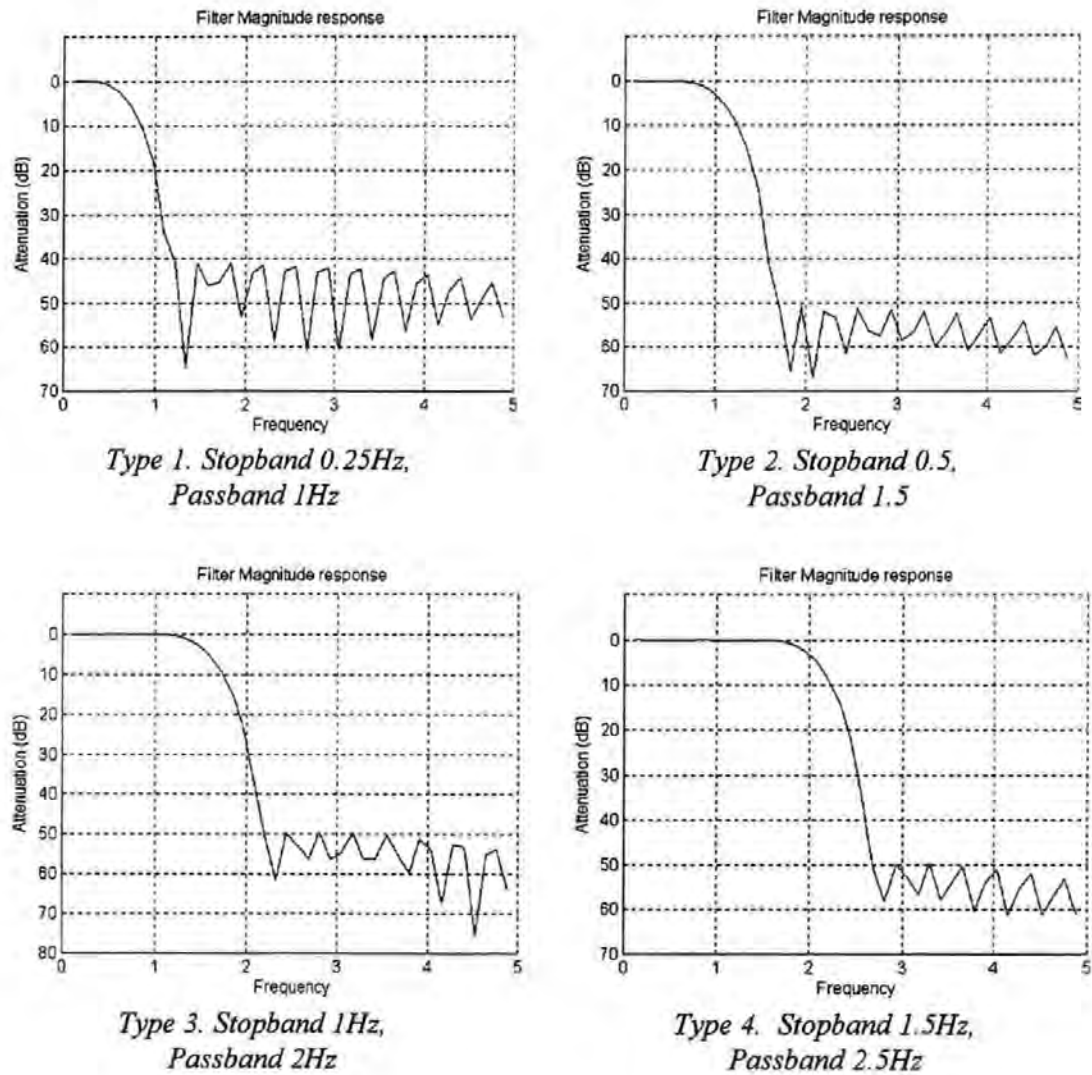 Filter Magnitude response
0
10
20
30
40
50
60
70
Attenuation (dB)
0 1 2 3 4 5
Frequency
Type 1. Stopband 0.25Hz,
Passband 1Hz
Filter Magnitude response
0
10
20
30
40
50
60
70
Attenuation (dB)
0 1 2 3 4 5
Frequency
Type 2. Stopband 0.5,
Passband 1.5
Filter Magnitude response
0
10
20
30
40
50
60
70
80
Attenuation (dB)
0 1 2 3 4 5
Frequency
Type 3. Stopband 1Hz,
Passband 2Hz
Filter Magnitude response
0
10
20
30
40
50
60
70
Attenuation (dB)
0 1 2 3 4 5
Frequency
Type 4. Stopband 1.5Hz,
Passband 2.5Hz